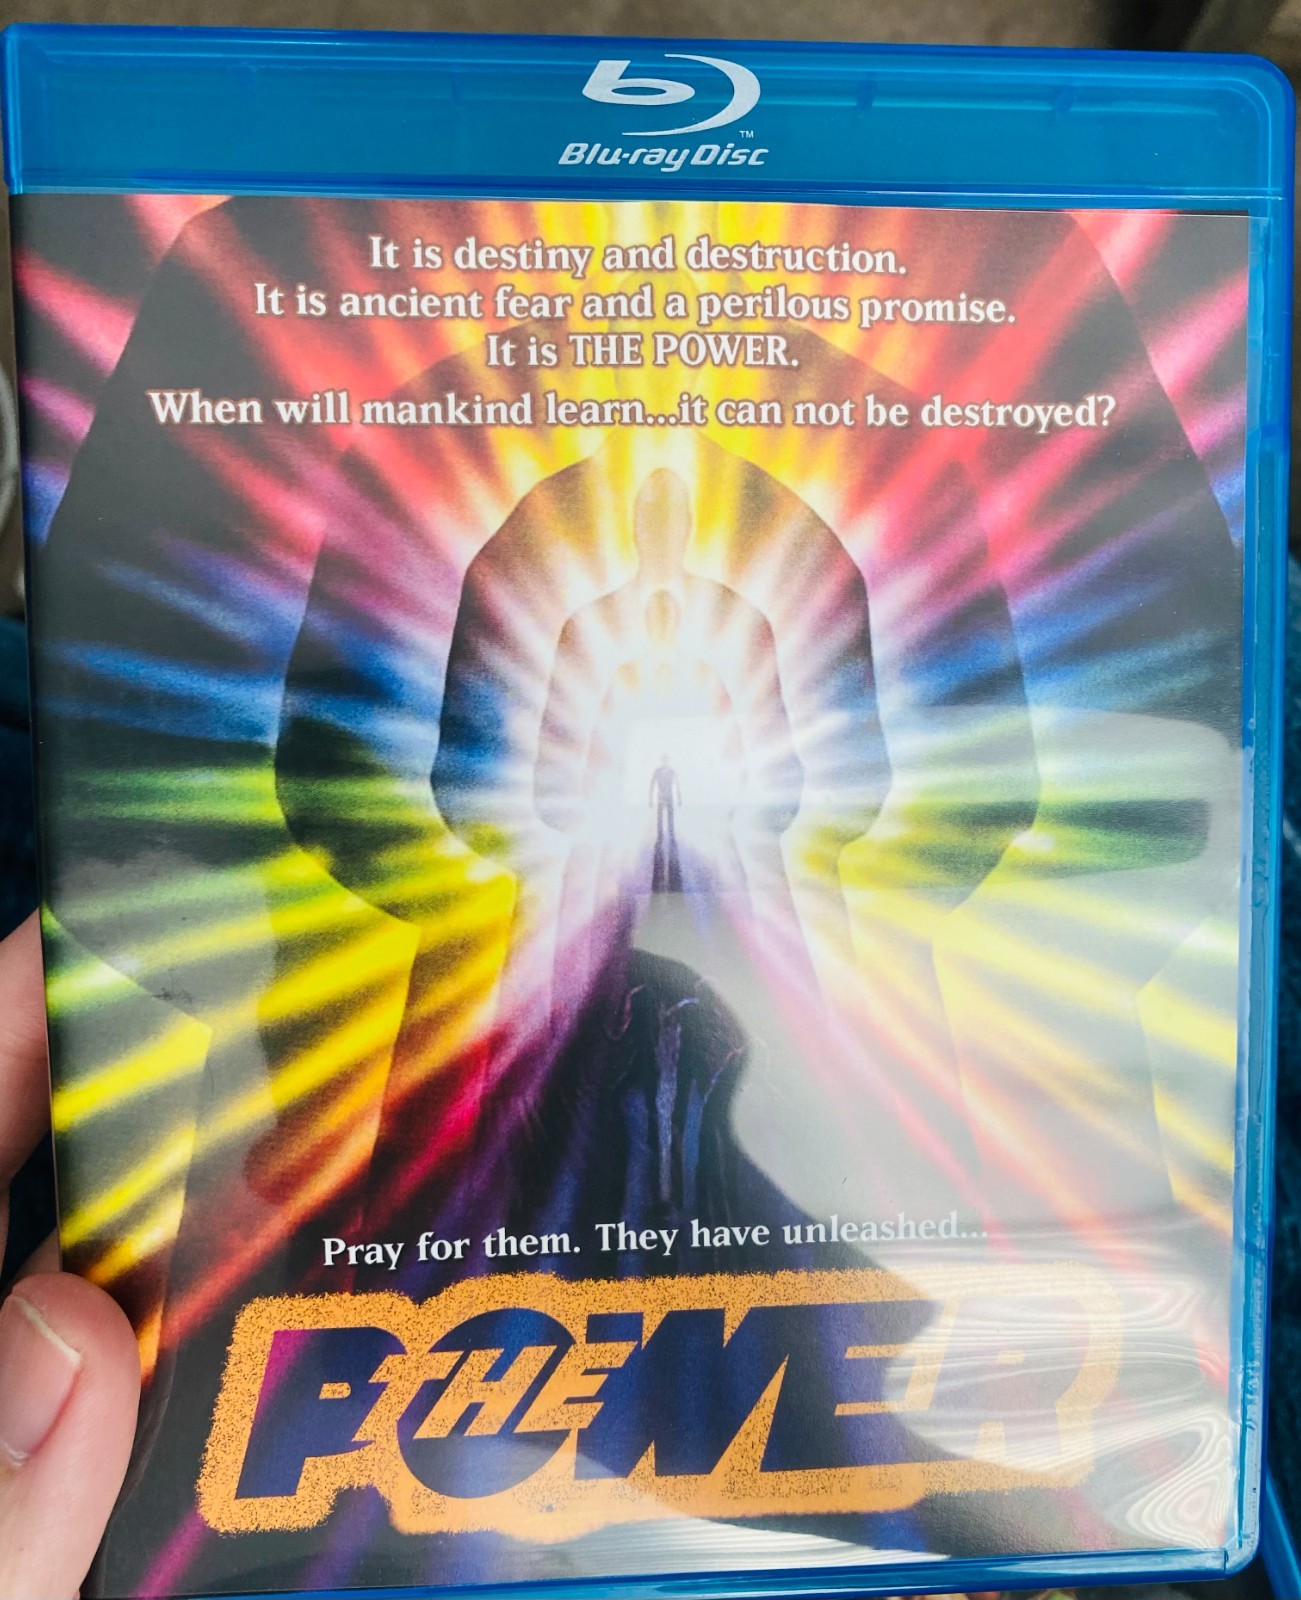 Blu-ray Disc™
It is destiny and destruction.
It is ancient fear and a perilous promise.
It is THE POWER.
When will mankind learn...it can not be destroyed?
Pray for them. They have unleashed...
THE
POWER